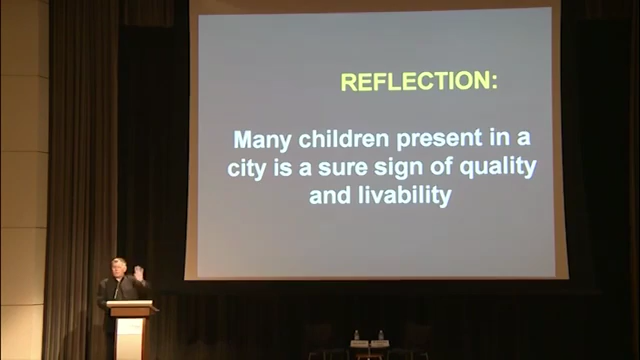 REFLECTION:
Many children present in a
city is a sure sign of quality
and livability